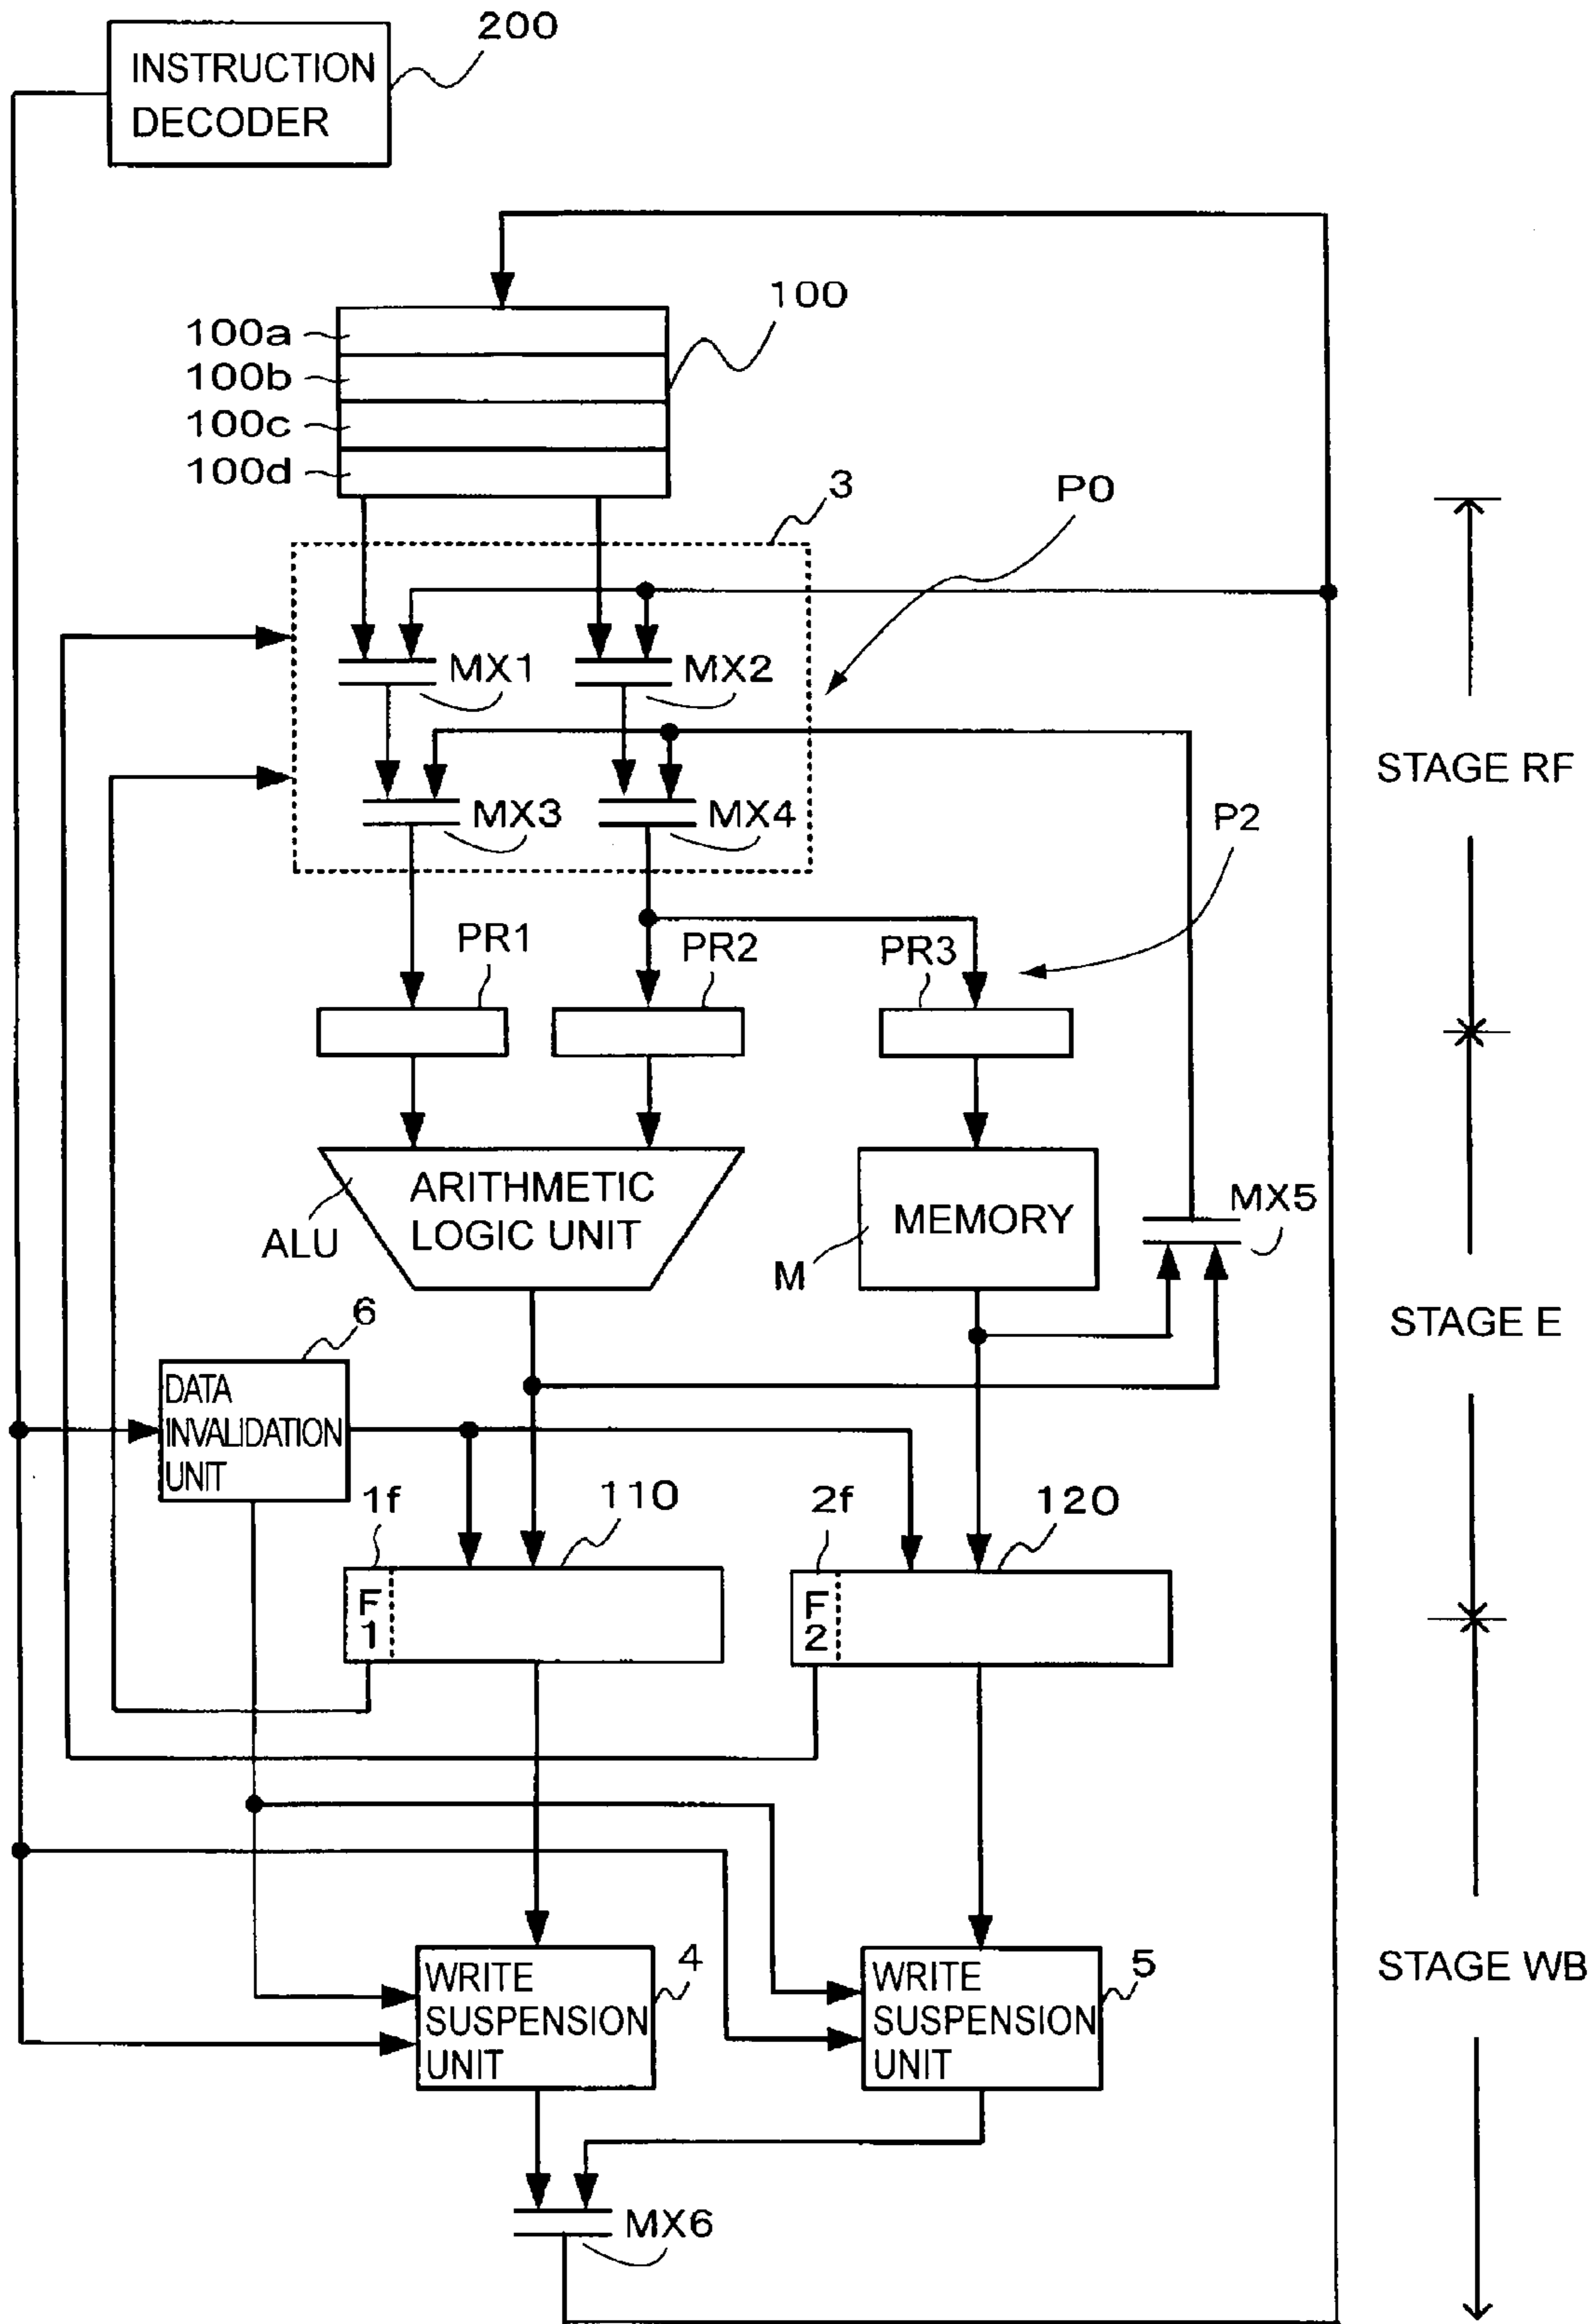 200
INSTRUCTION
DECODER
100
100a
100b
100c
100d
3
P0
MX1
MX2
STAGE RF
MX3
MX4
P2
PR1
PR2
PR3
ARITHMETIC
LOGIC UNIT
ALU
MEMORY
M
MX5
6
STAGE E
DATA
INVALIDATION
UNIT
1f
110
2f
120
F
1
F
2
WRITE
SUSPENSION
UNIT
4
WRITE
SUSPENSION
UNIT
5
STAGE WB
MX6